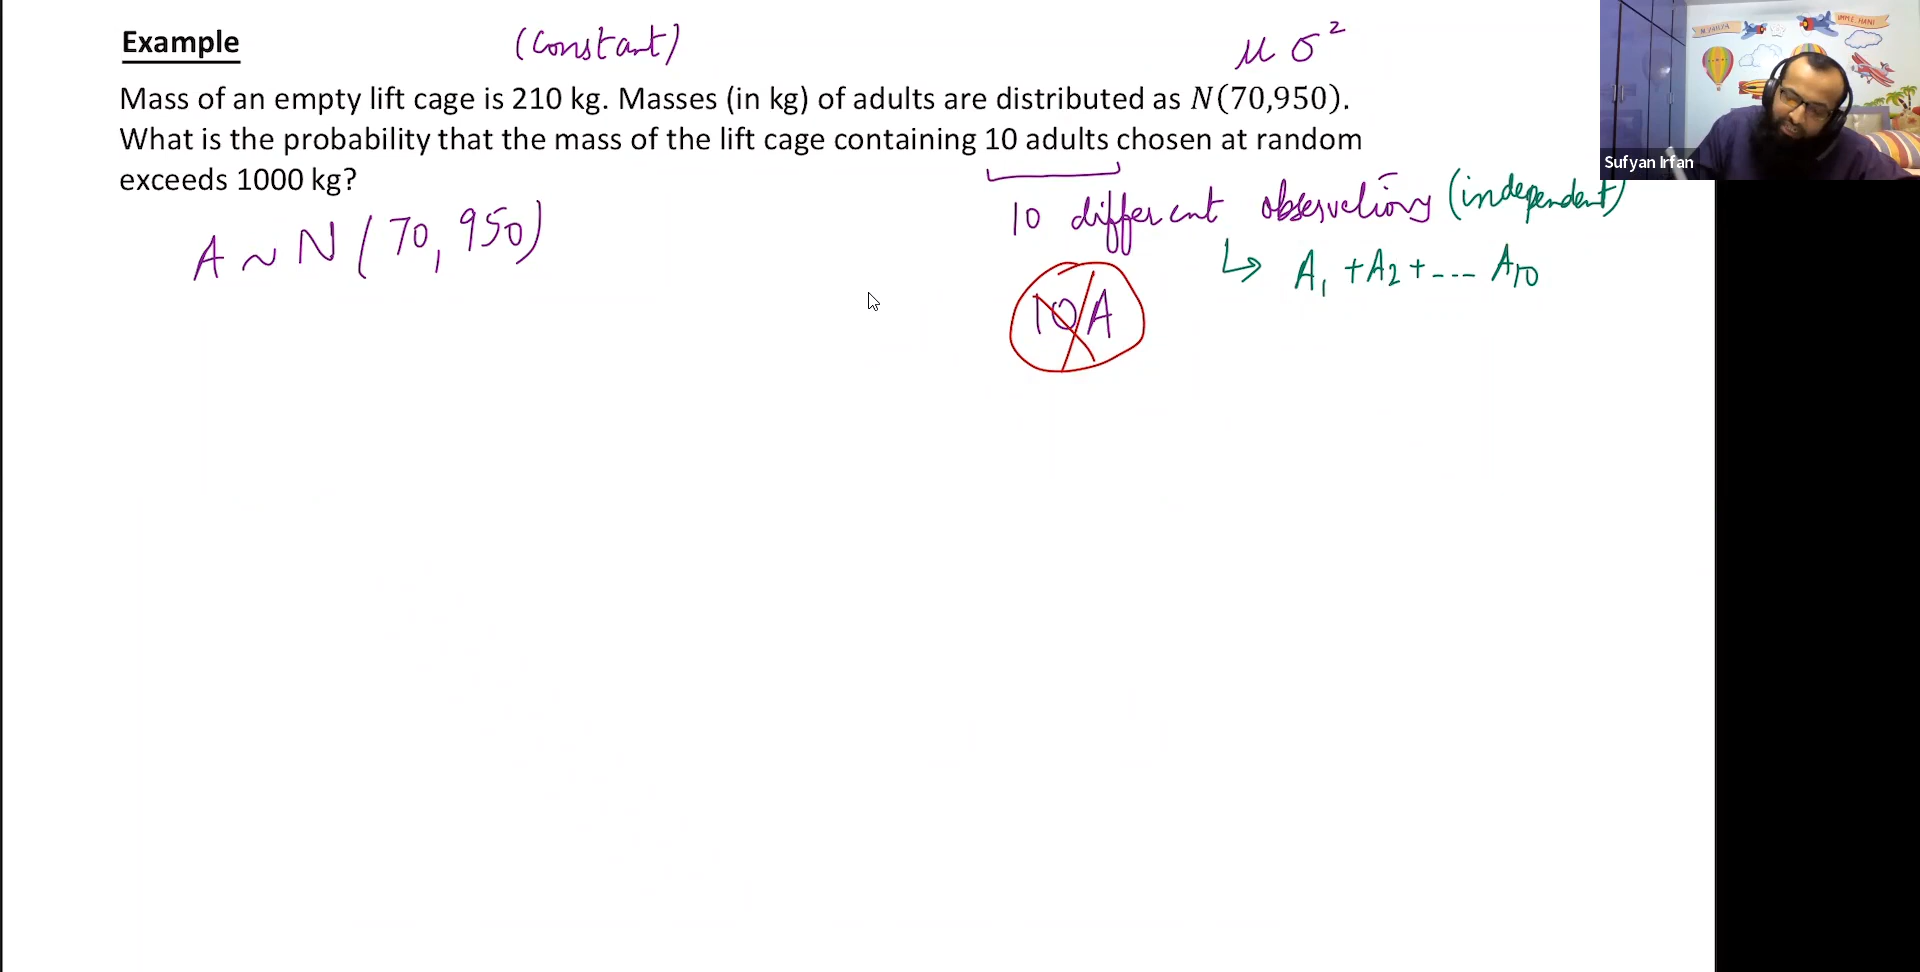 Example
(Constant)
μ σ²
Mass of an empty lift cage is 210 kg. Masses (in kg) of adults are distributed as N(70,950).
What is the probability that the mass of the lift cage containing 10 adults chosen at random
exceeds 1000 kg?
Sufyan Irfan
10 different observations (independent)
A ~ N (70, 950)
↳ A₁ + A₂ + --- A₁₀
10A